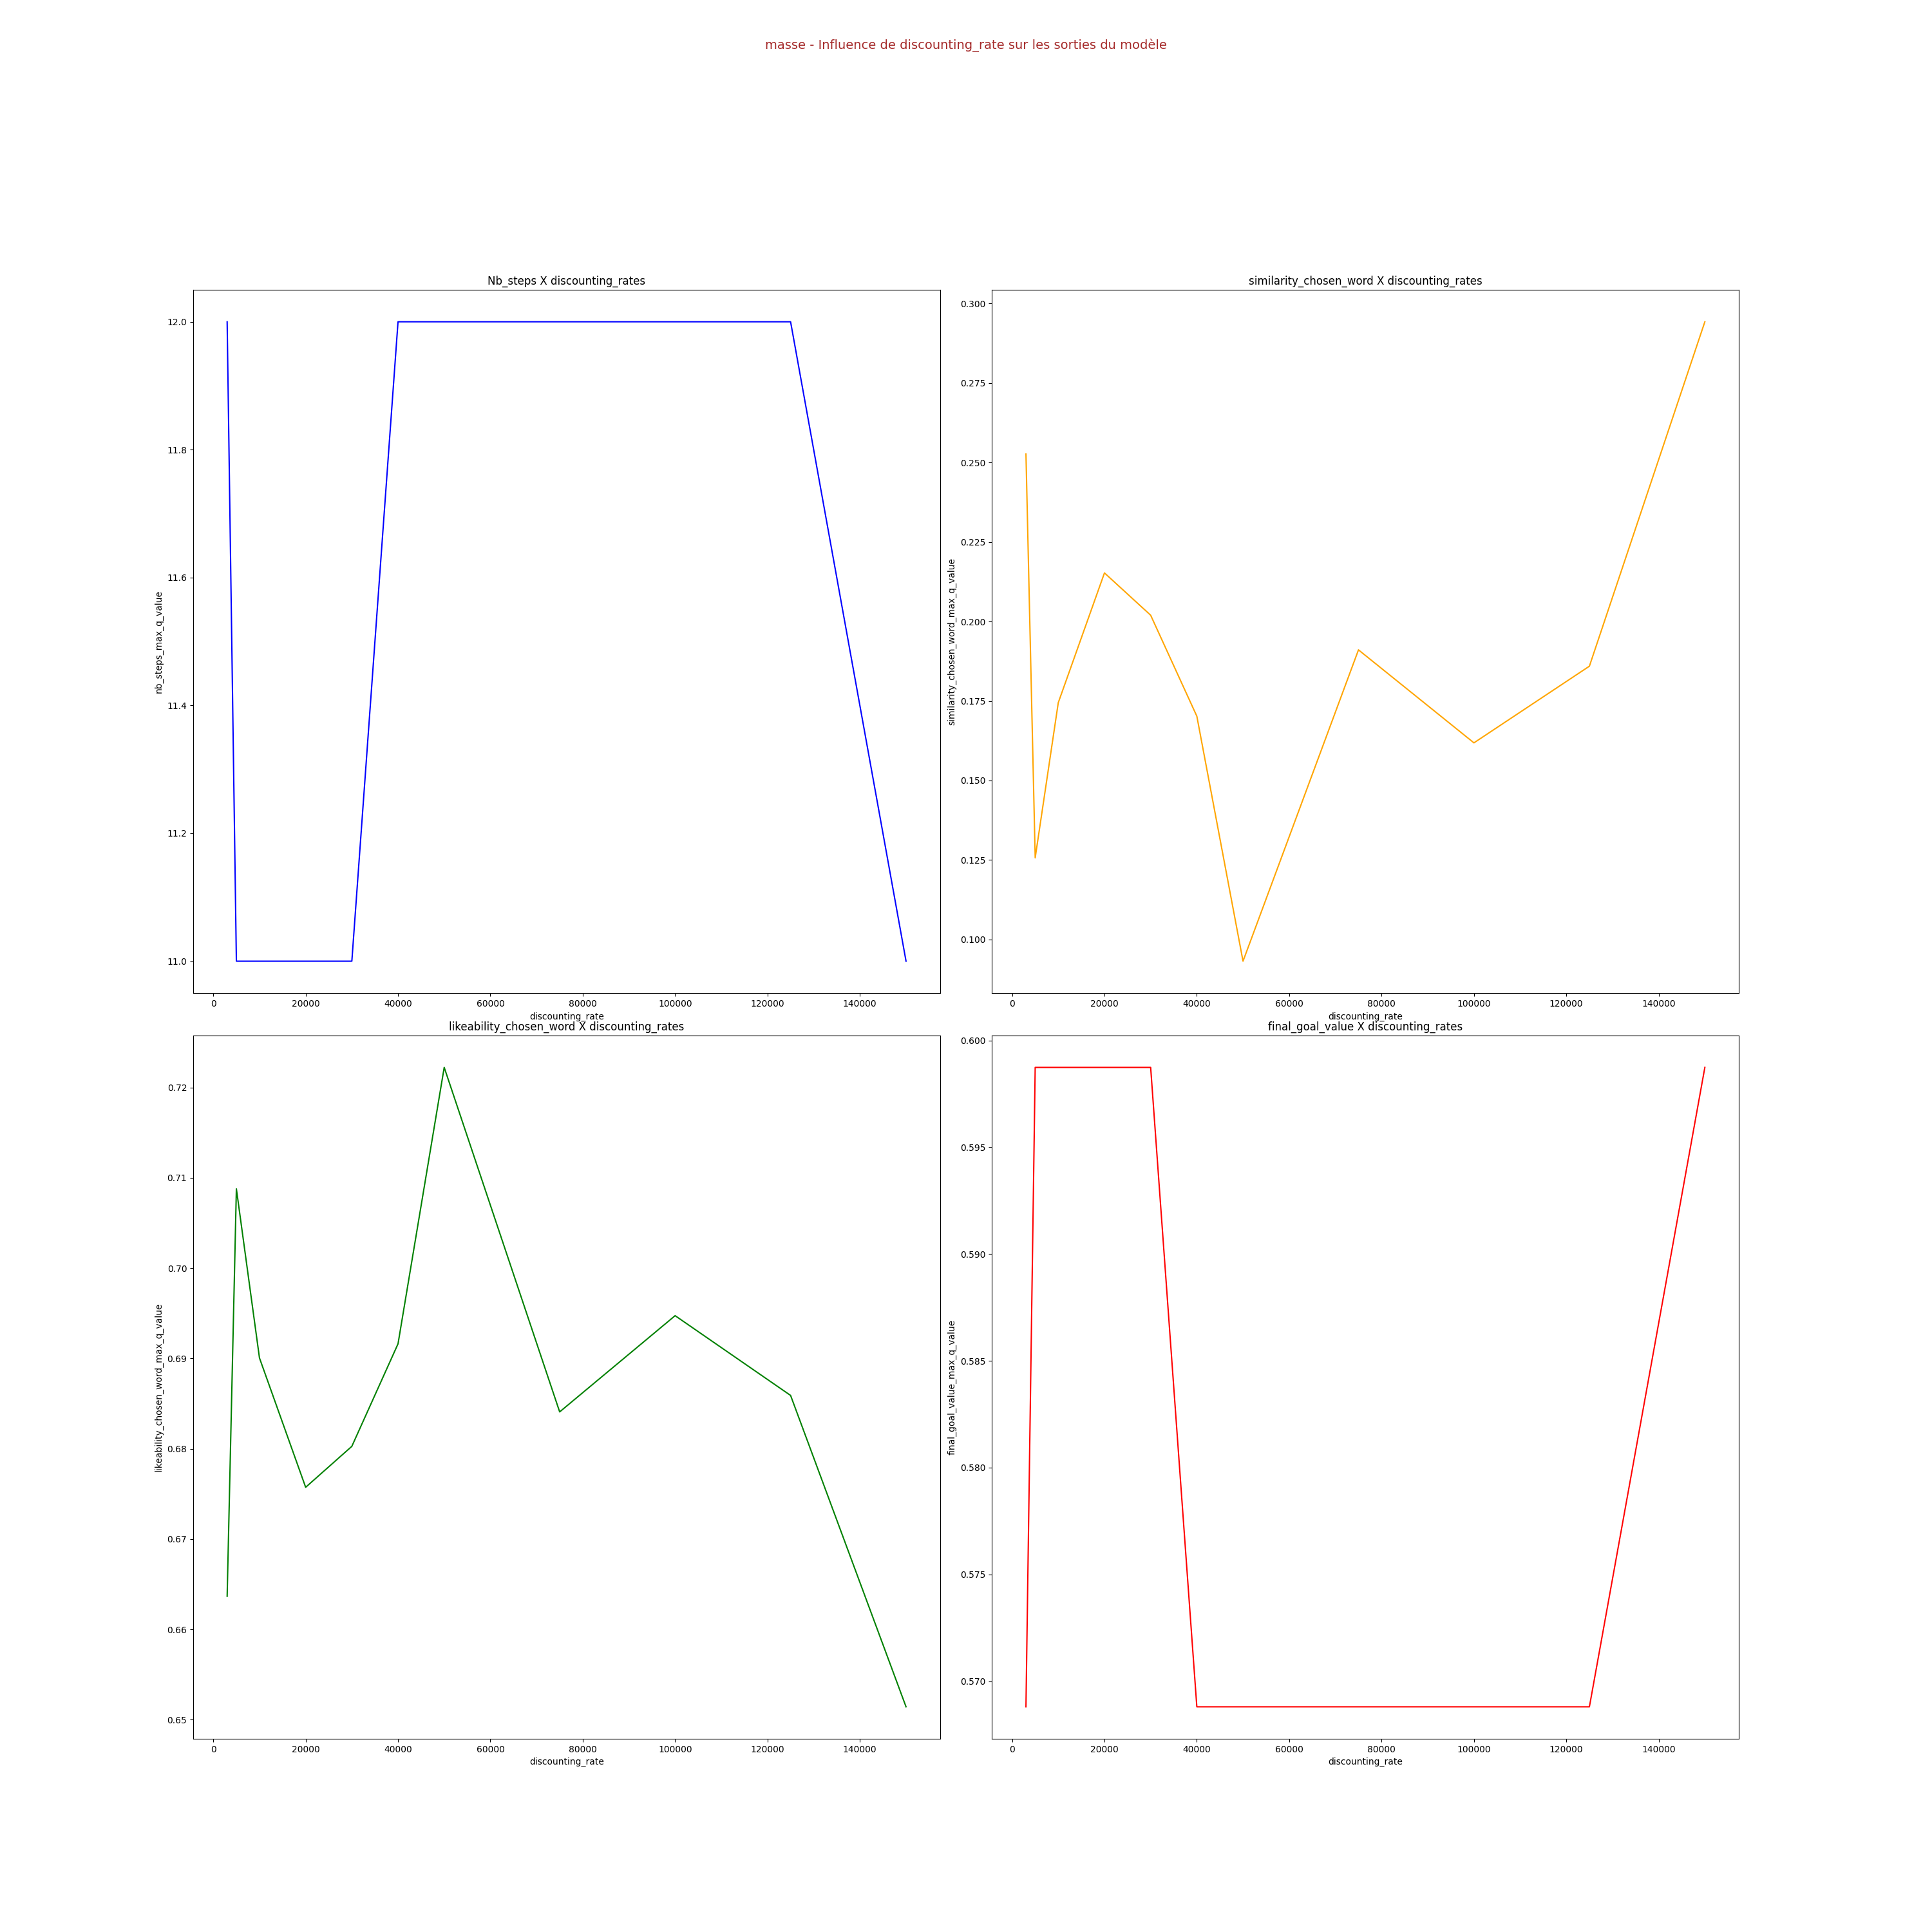 masse - Influence de discounting_rate sur les sorties du modèle
Nb_steps X discounting_rates
12.0
11.8
11.6
11.4
11.2
11.0
nb_steps_max_q_value
0 20000 40000 60000 80000 100000 120000 140000
discounting_rate
similarity_chosen_word X discounting_rates
0.300
0.275
0.250
0.225
0.200
0.175
0.150
0.125
0.100
similarity_chosen_word_max_q_value
0 20000 40000 60000 80000 100000 120000 140000
discounting_rate
likeability_chosen_word X discounting_rates
0.72
0.71
0.70
0.69
0.68
0.67
0.66
0.65
likeability_chosen_word_max_q_value
0 20000 40000 60000 80000 100000 120000 140000
discounting_rate
final_goal_value X discounting_rates
0.600
0.595
0.590
0.585
0.580
0.575
0.570
final_goal_value_max_q_value
0 20000 40000 60000 80000 100000 120000 140000
discounting_rate